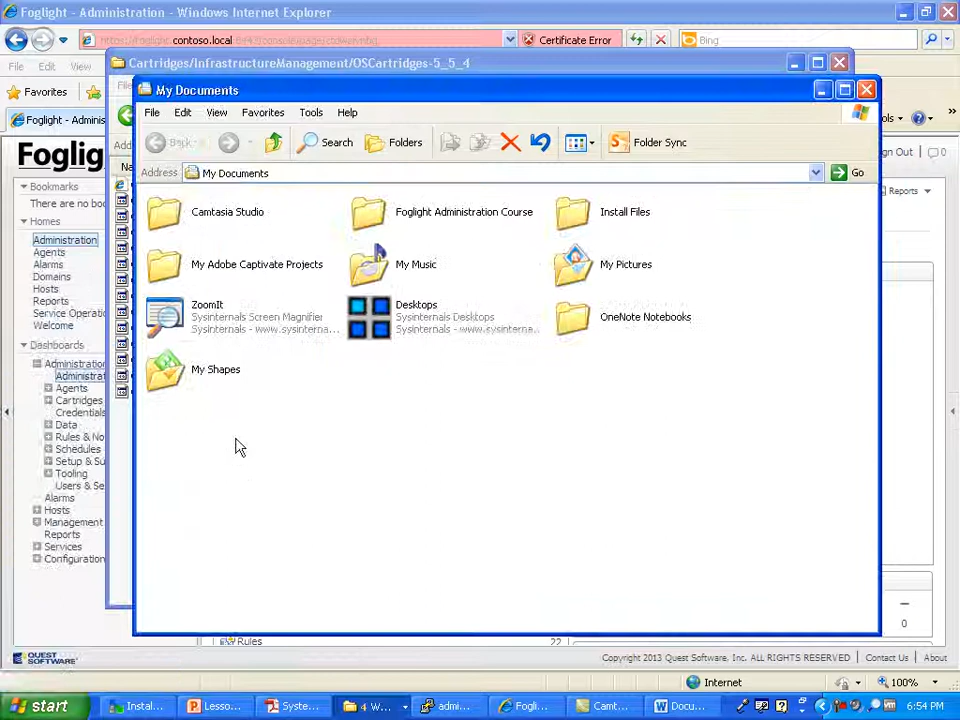 Foglight - Administration - Windows Internet Explorer
contoso.local
Certificate Error
Bing
File Edit View
Cartridges/InfrastructureManagement/OSCartridges-5_5_4
Favorites
Foglight - Adminis
My Documents
File Edit View Favorites Tools Help
Back
Search
Folders
Folder Sync
Address
My Documents
Go
Foglig
Sign Out
0
Reports
Bookmarks
There are no boo
Homes
Administration
Agents
Alarms
Domains
Hosts
Reports
Service Operatio
Welcome
Dashboards
Administration
Administrat
Agents
Cartridges
Credentials
Data
Rules & No
Schedules
Setup & Su
Tooling
Users & Se
Alarms
Hosts
Management
Reports
Services
Configuration
Camtasia Studio
Foglight Administration Course
Install Files
My Adobe Captivate Projects
My Music
My Pictures
ZoomIt
Sysinternals Screen Magnifier
Sysinternals - www.sysinterna...
Desktops
Sysinternals Desktops
Sysinternals - www.sysinterna...
OneNote Notebooks
My Shapes
0
Rules
22
QUEST SOFTWARE
Copyright 2013 Quest Software, Inc. ALL RIGHTS RESERVED
Contact Us
About
Internet
100%
start
Instal...
Lesso...
Syste...
4 W...
admi...
Fogli...
Camt...
Docu...
6:54 PM